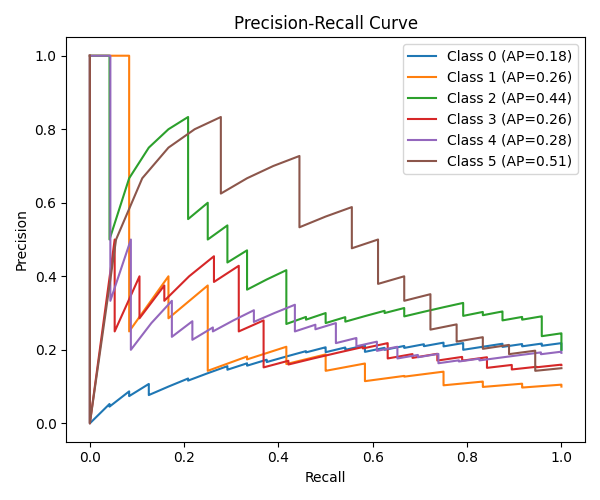 Precision-Recall Curve
Precision
1.0
0.8
0.6
0.4
0.2
0.0
Class 0 (AP=0.18)
Class 1 (AP=0.26)
Class 2 (AP=0.44)
Class 3 (AP=0.26)
Class 4 (AP=0.28)
Class 5 (AP=0.51)
0.0 0.2 0.4 0.6 0.8 1.0
Recall